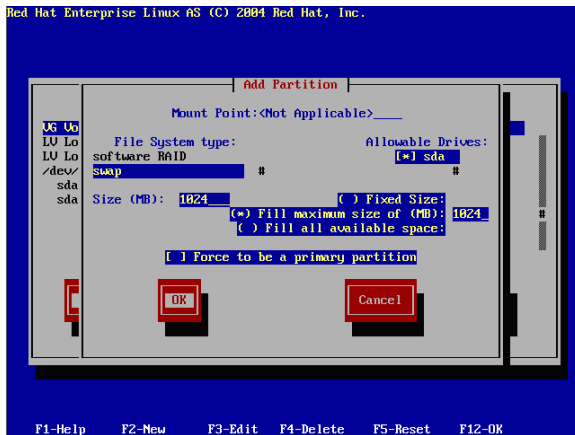 Red Hat Enterprise Linux AS (C) 2004 Red Hat, Inc.
Add Partition
Mount Point:<Not Applicable>____
VG Vo
LV Lo File System type: Allowable Drives:
LV Lo software RAID [*] sda
/dev/ swap # #
sda
sda Size (MB): 1024___ ( ) Fixed Size:
(*) Fill maximum size of (MB): 1024_ #
( ) Fill all available space:
[ ] Force to be a primary partition
OK Cancel
F1-Help F2-New F3-Edit F4-Delete F5-Reset F12-OK